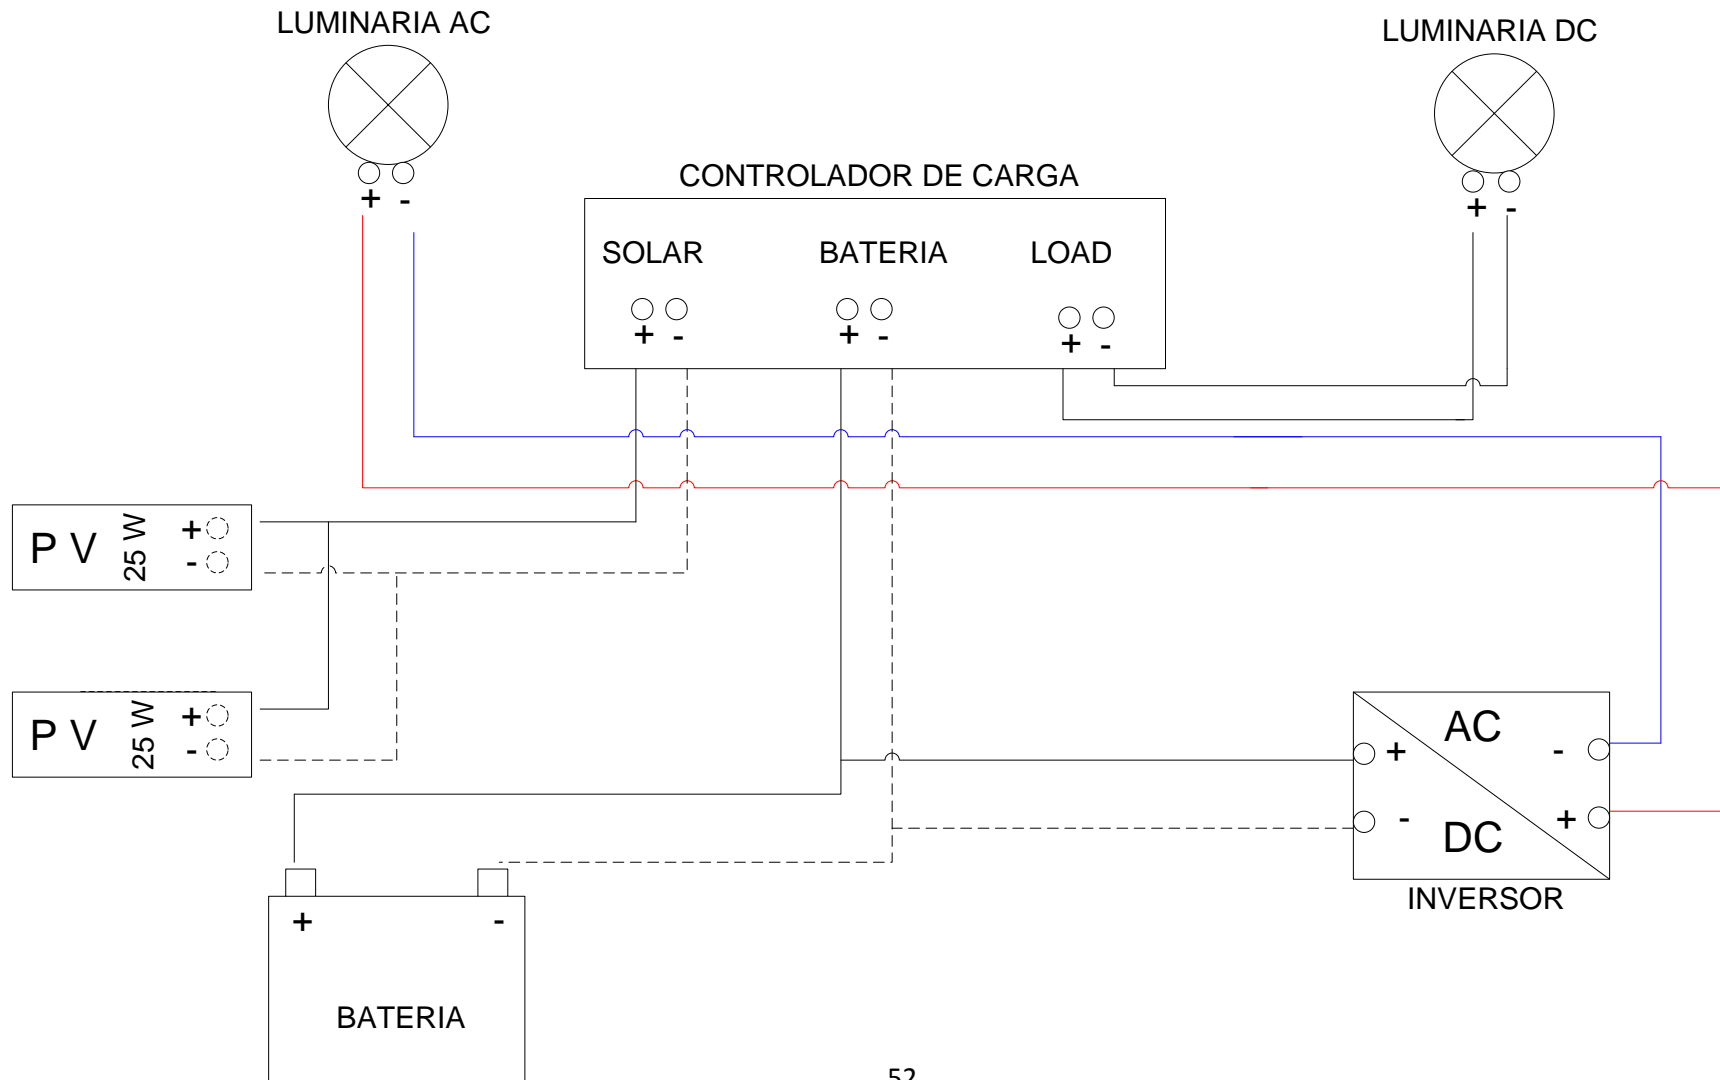 LUMINARIA AC
LUMINARIA DC
+ -
+ -
CONTROLADOR DE CARGA
SOLAR BATERIA LOAD
+ - + - + -
P V 25 W + -
P V 25 W + -
AC
+ -
- +
DC
INVERSOR
+ -
BATERIA
52